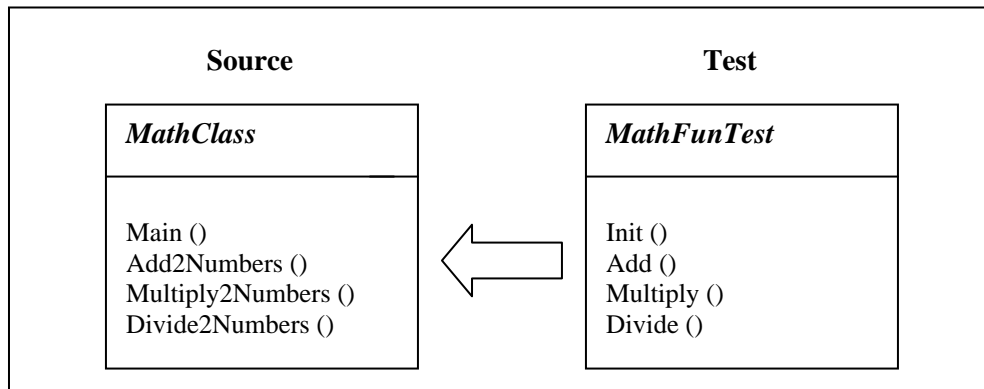 Source
MathClass
Main ()
Add2Numbers ()
Multiply2Numbers ()
Divide2Numbers ()
Test
MathFunTest
Init ()
Add ()
Multiply ()
Divide ()